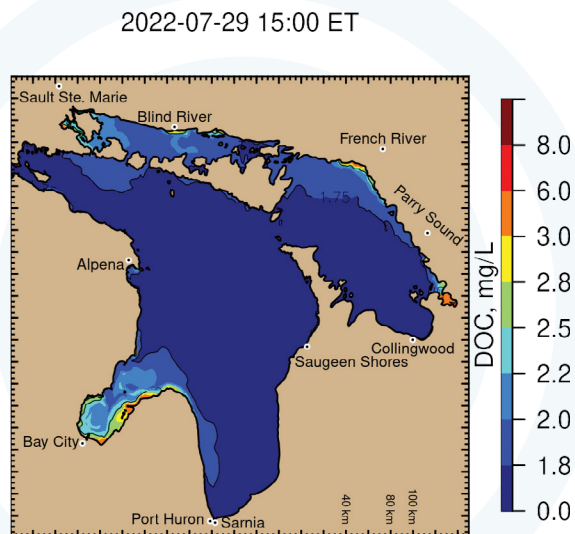 2022-07-29 15:00 ET
Sault Ste. Marie
Blind River
French River
1.75
Parry Sound
Alpena
Saugeen Shores
Collingwood
Bay City
Port Huron
Sarnia
40 km
80 km
100 km
DOC, mg/L
8.0
6.0
3.0
2.8
2.5
2.2
2.0
1.8
0.0